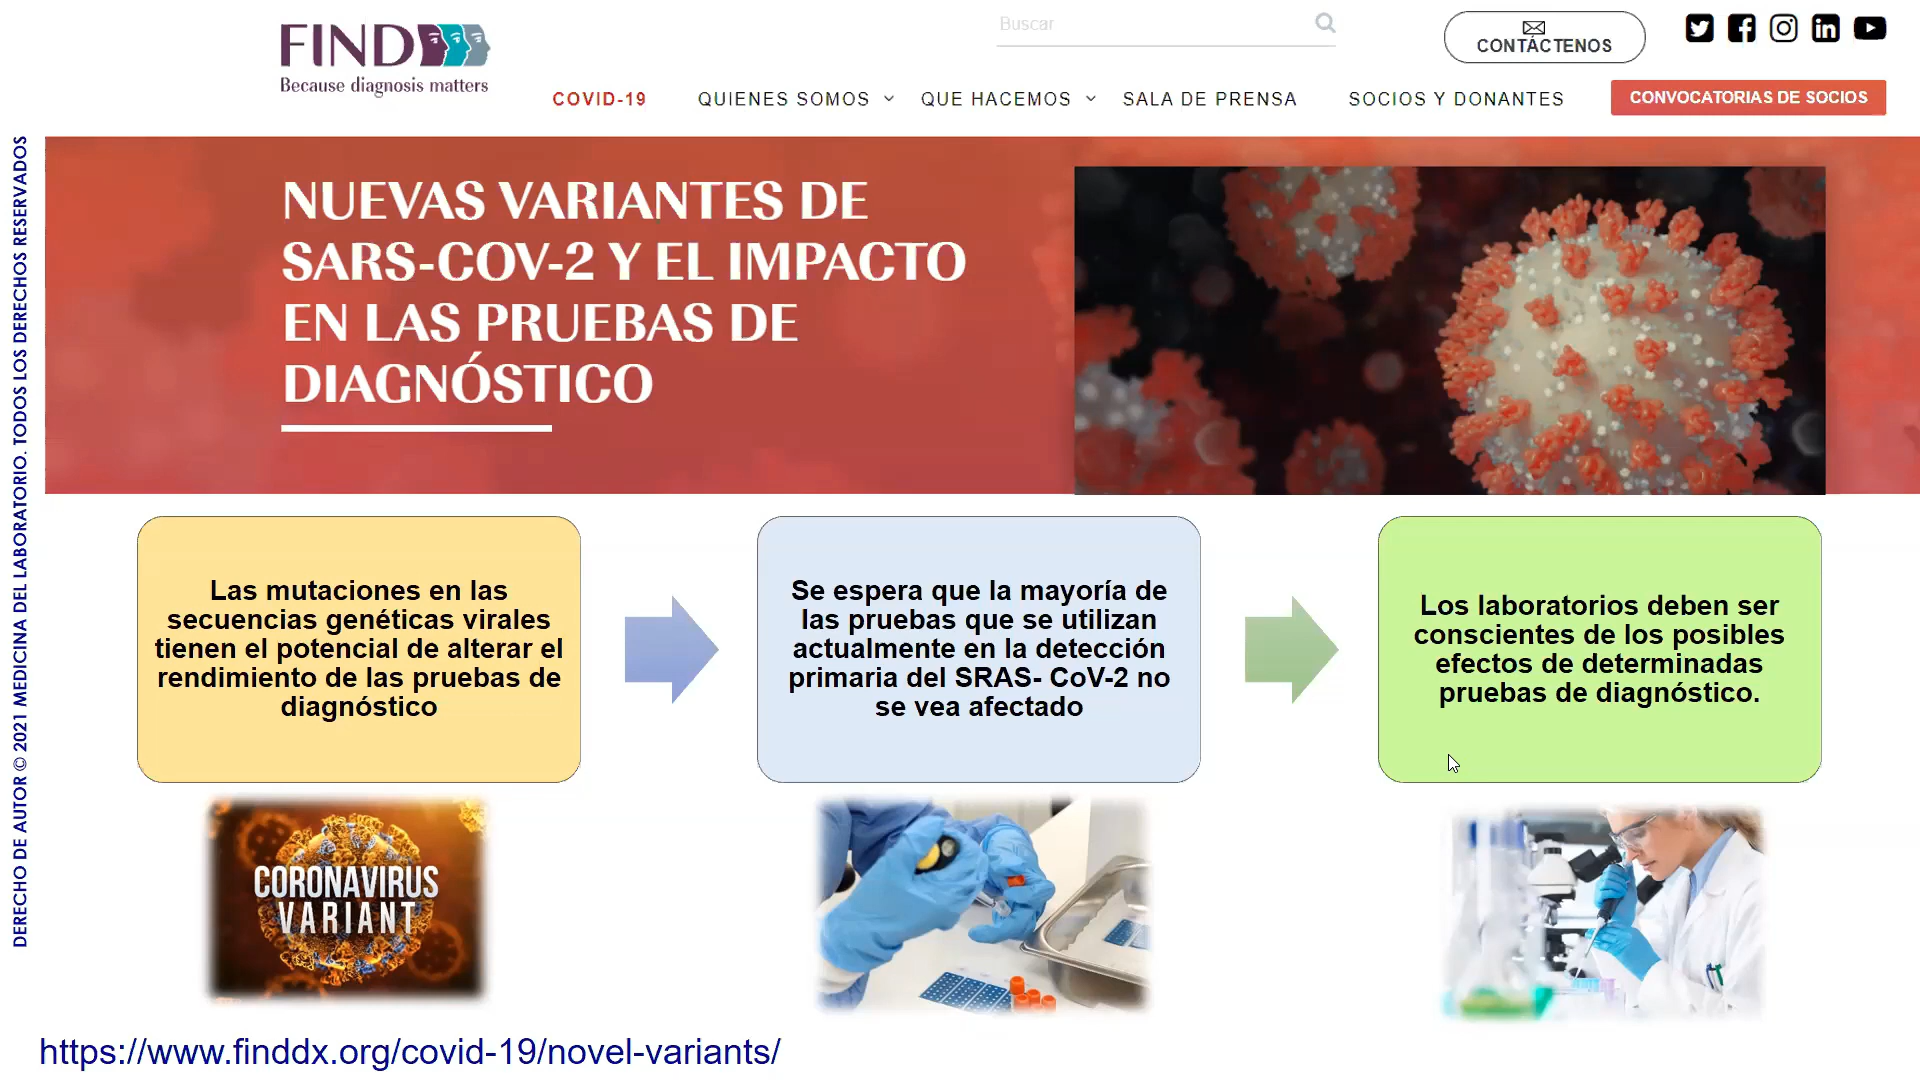 FIND
Because diagnosis matters
Buscar
CONTÁCTENOS
COVID-19
QUIENES SOMOS
QUE HACEMOS
SALA DE PRENSA
SOCIOS Y DONANTES
CONVOCATORIAS DE SOCIOS
DERECHO DE AUTOR © 2021 MEDICINA DEL LABORATORIO. TODOS LOS DERECHOS RESERVADOS
NUEVAS VARIANTES DE
SARS-COV-2 Y EL IMPACTO
EN LAS PRUEBAS DE
DIAGNÓSTICO
Las mutaciones en las
secuencias genéticas virales
tienen el potencial de alterar el
rendimiento de las pruebas de
diagnóstico
Se espera que la mayoría de
las pruebas que se utilizan
actualmente en la detección
primaria del SRAS- CoV-2 no
se vea afectado
Los laboratorios deben ser
conscientes de los posibles
efectos de determinadas
pruebas de diagnóstico.
CORONAVIRUS
VARIANT
https://www.finddx.org/covid-19/novel-variants/